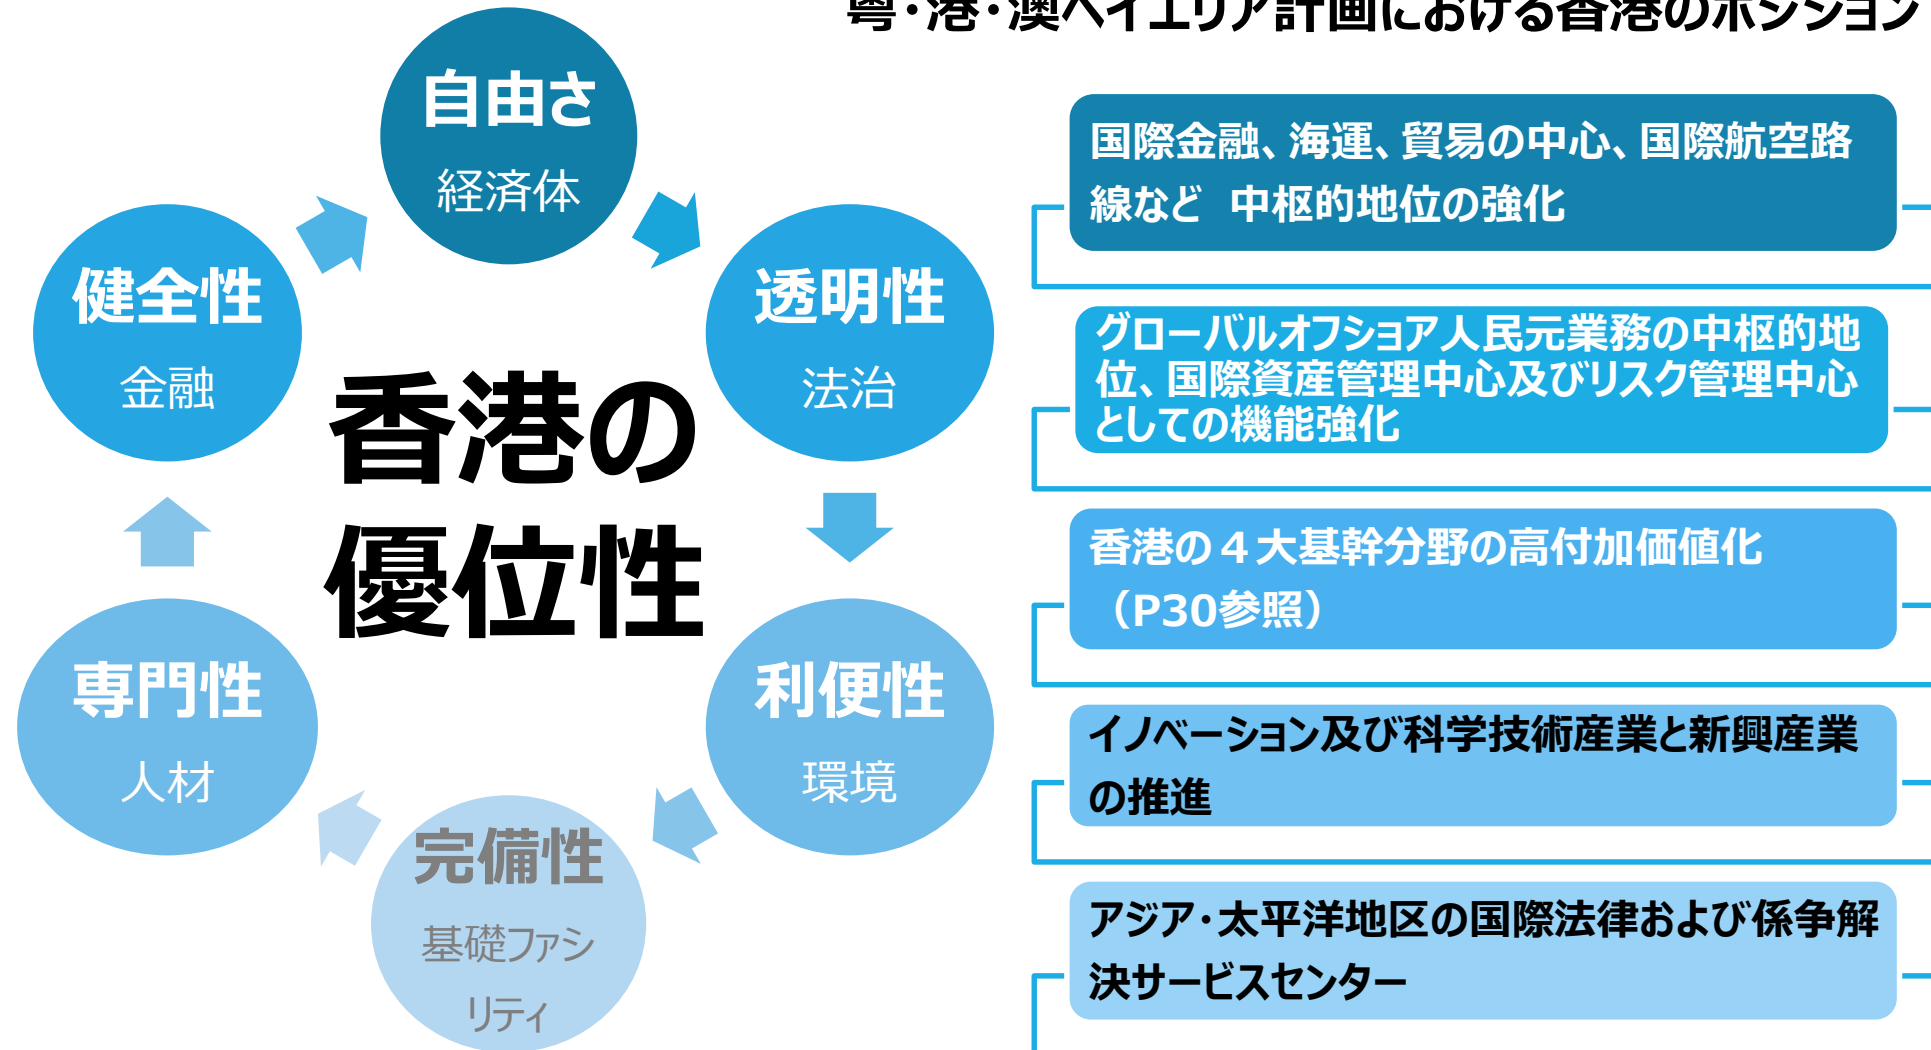 粤・港・澳ベイエリア計画における香港のポジション
自由さ
経済体
透明性
法治
利便性
環境
完備性
基礎ファシ
リティ
専門性
人材
健全性
金融
香港の
優位性
国際金融、海運、貿易の中心、国際航空路
線など 中枢的地位の強化
グローバルオフショア人民元業務の中枢的地
位、国際資産管理中心及びリスク管理中心
としての機能強化
香港の４大基幹分野の高付加価値化
（P30参照）
イノベーション及び科学技術産業と新興産業
の推進
アジア・太平洋地区の国際法律および係争解
決サービスセンター